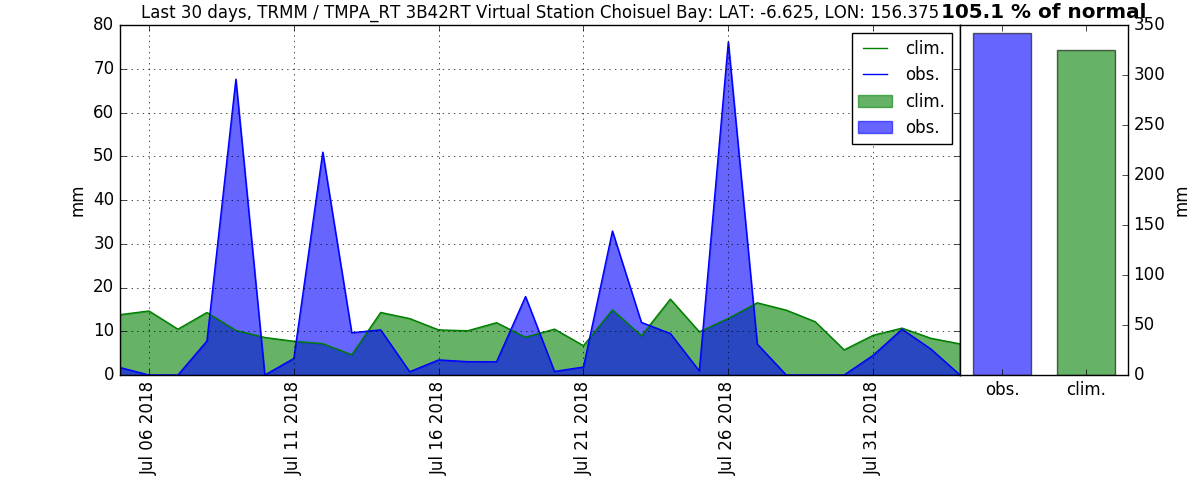 Last 30 days, TRMM / TMPA_RT 3B42RT Virtual Station Choisuel Bay: LAT: -6.625, LON: 156.375
105.1 % of normal
80
70
60
50
40
30
20
10
0
mm
Jul 06 2018
Jul 11 2018
Jul 16 2018
Jul 21 2018
Jul 26 2018
Jul 31 2018
clim.
obs.
clim.
obs.
350
300
250
200
150
100
50
0
mm
obs.
clim.